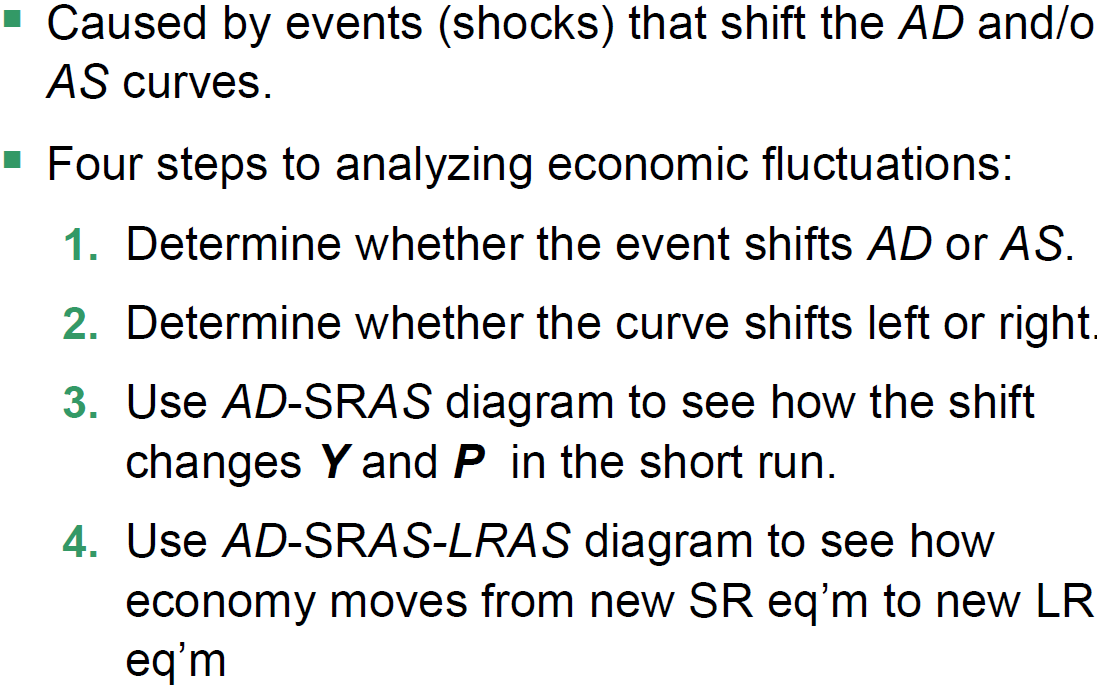 ▪ Caused by events (shocks) that shift the AD and/o
AS curves.
▪ Four steps to analyzing economic fluctuations:
1. Determine whether the event shifts AD or AS.
2. Determine whether the curve shifts left or right.
3. Use AD-SRAS diagram to see how the shift
changes Y and P in the short run.
4. Use AD-SRAS-LRAS diagram to see how
economy moves from new SR eq’m to new LR
eq’m